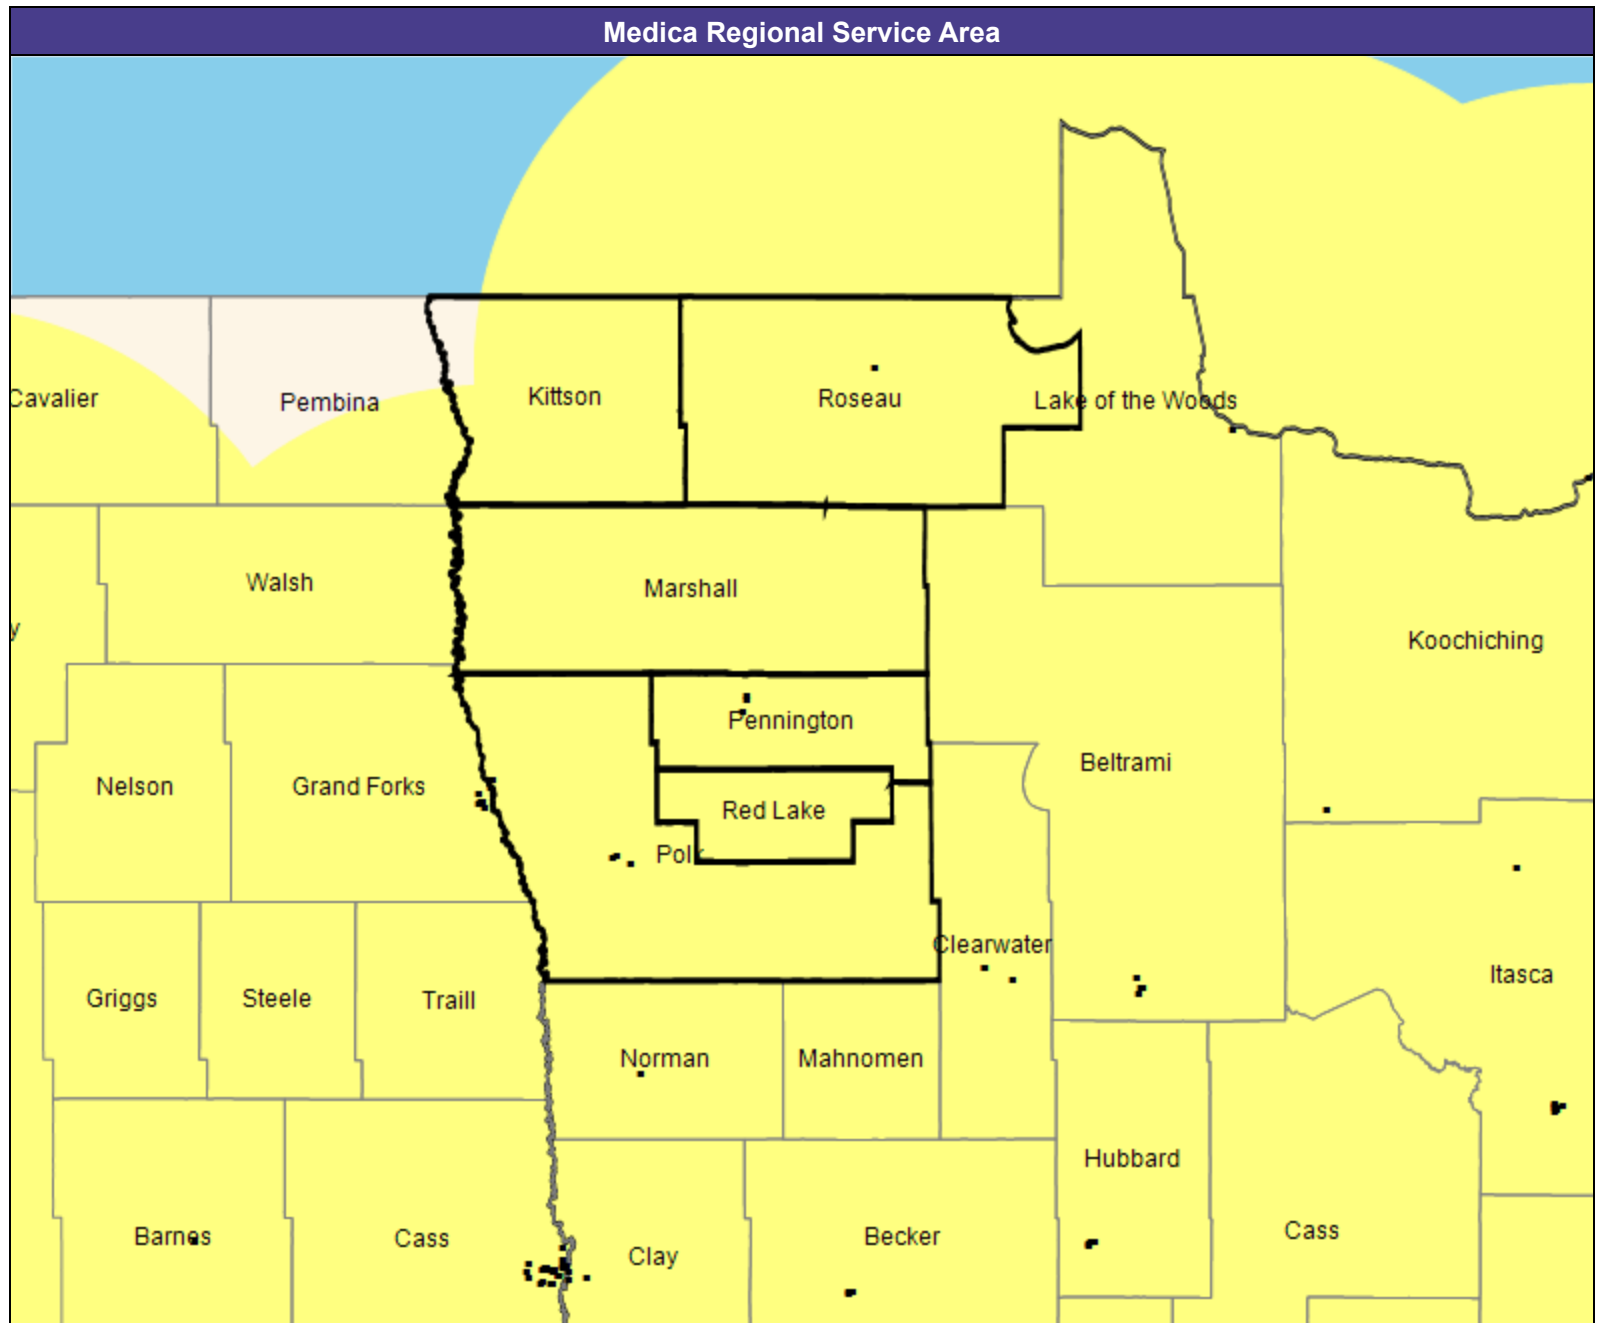 Medica Regional Service Area
Cavalier
Pembina
Kittson
Roseau
Lake of the Woods
Walsh
Marshall
y
Koochiching
Pennington
Beltrami
Nelson
Grand Forks
Red Lake
Polk
Clearwater
Itasca
Griggs
Steele
Traill
Norman
Mahnomen
Hubbard
Barnes
Cass
Clay
Becker
Cass